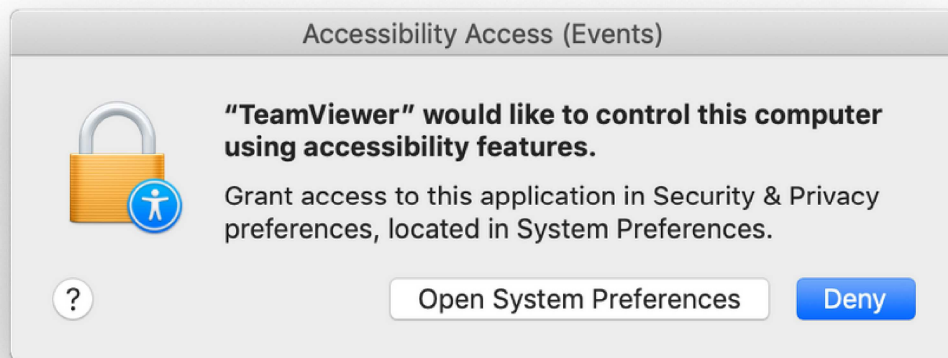 Accessibility Access (Events)
“TeamViewer” would like to control this computer
using accessibility features.
Grant access to this application in Security & Privacy
preferences, located in System Preferences.
?
Open System Preferences
Deny